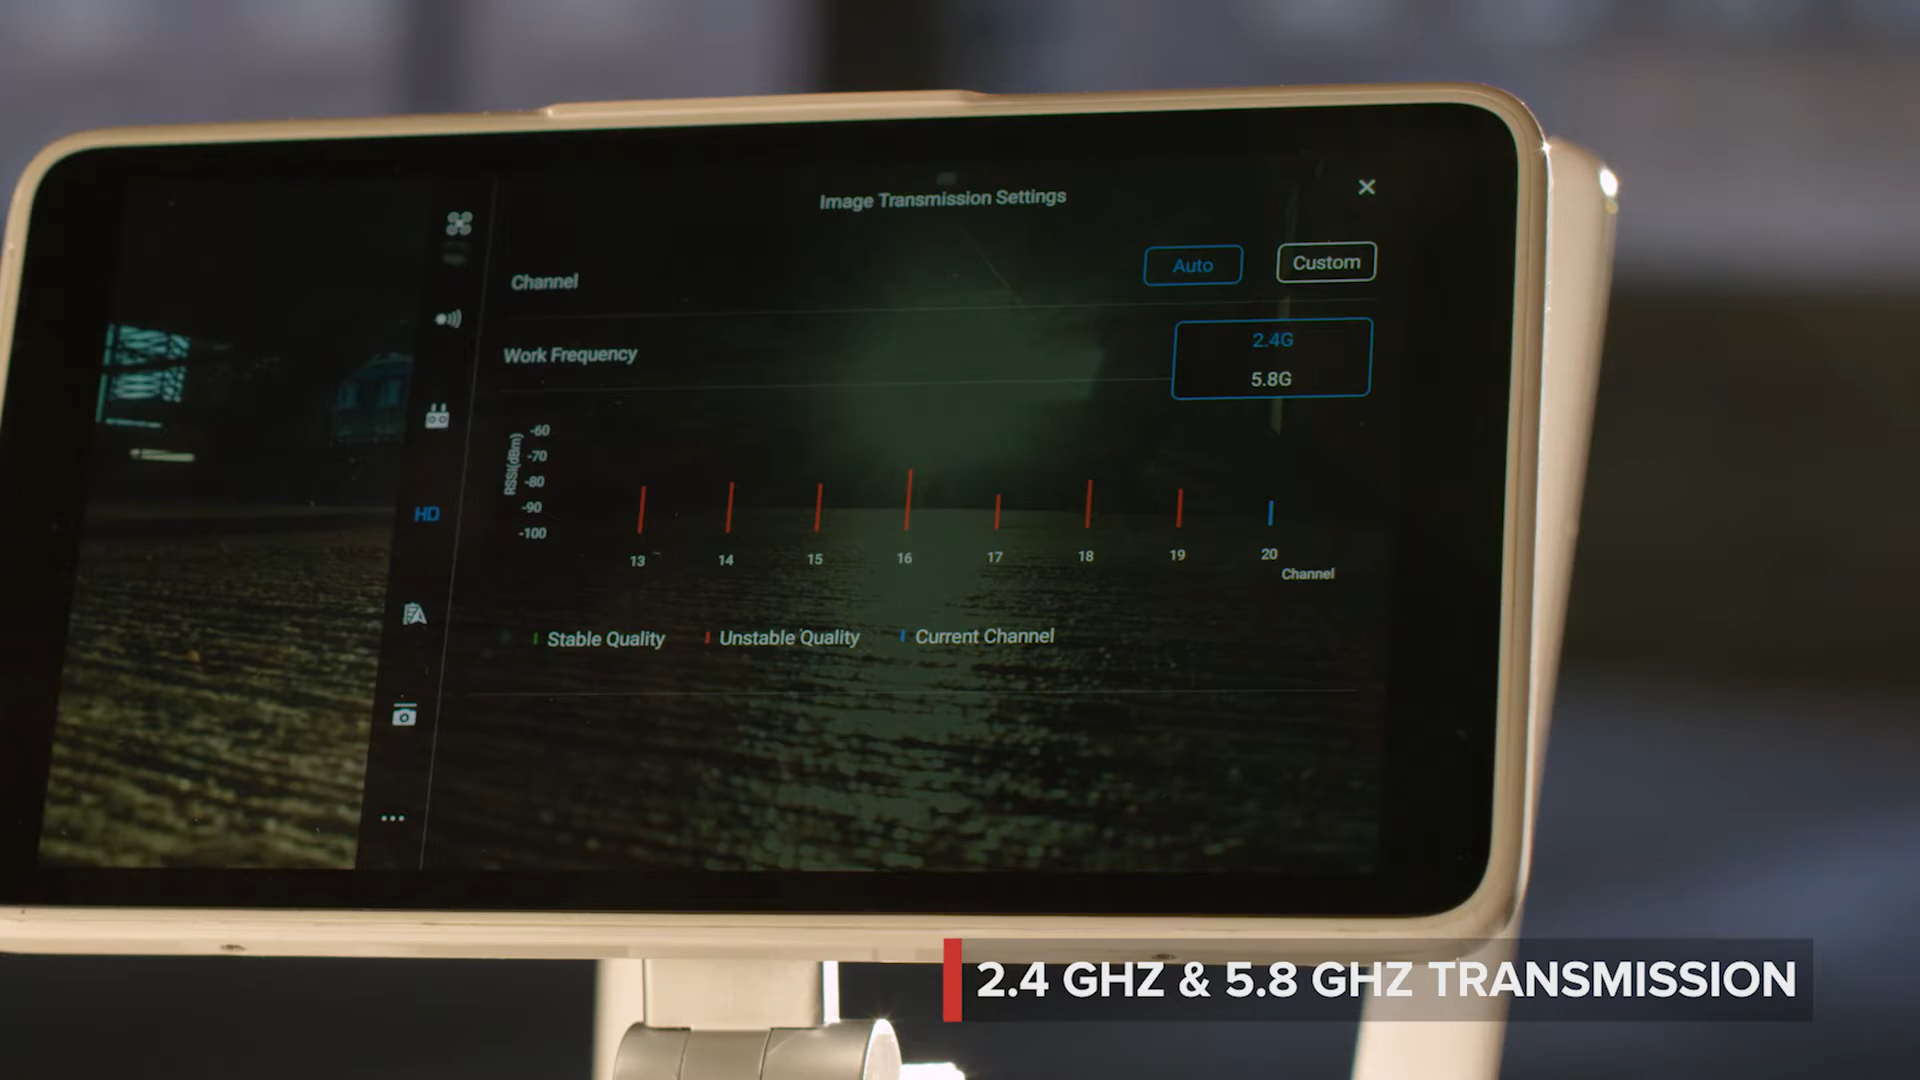 Image Transmission Settings
Channel
Auto
Custom
Work Frequency
2.4G
5.8G
RSSI(dBm)
-60
-70
-80
-90
-100
HD
13
14
15
16
17
18
19
20
Channel
Stable Quality
Unstable Quality
Current Channel
2.4 GHZ & 5.8 GHZ TRANSMISSION